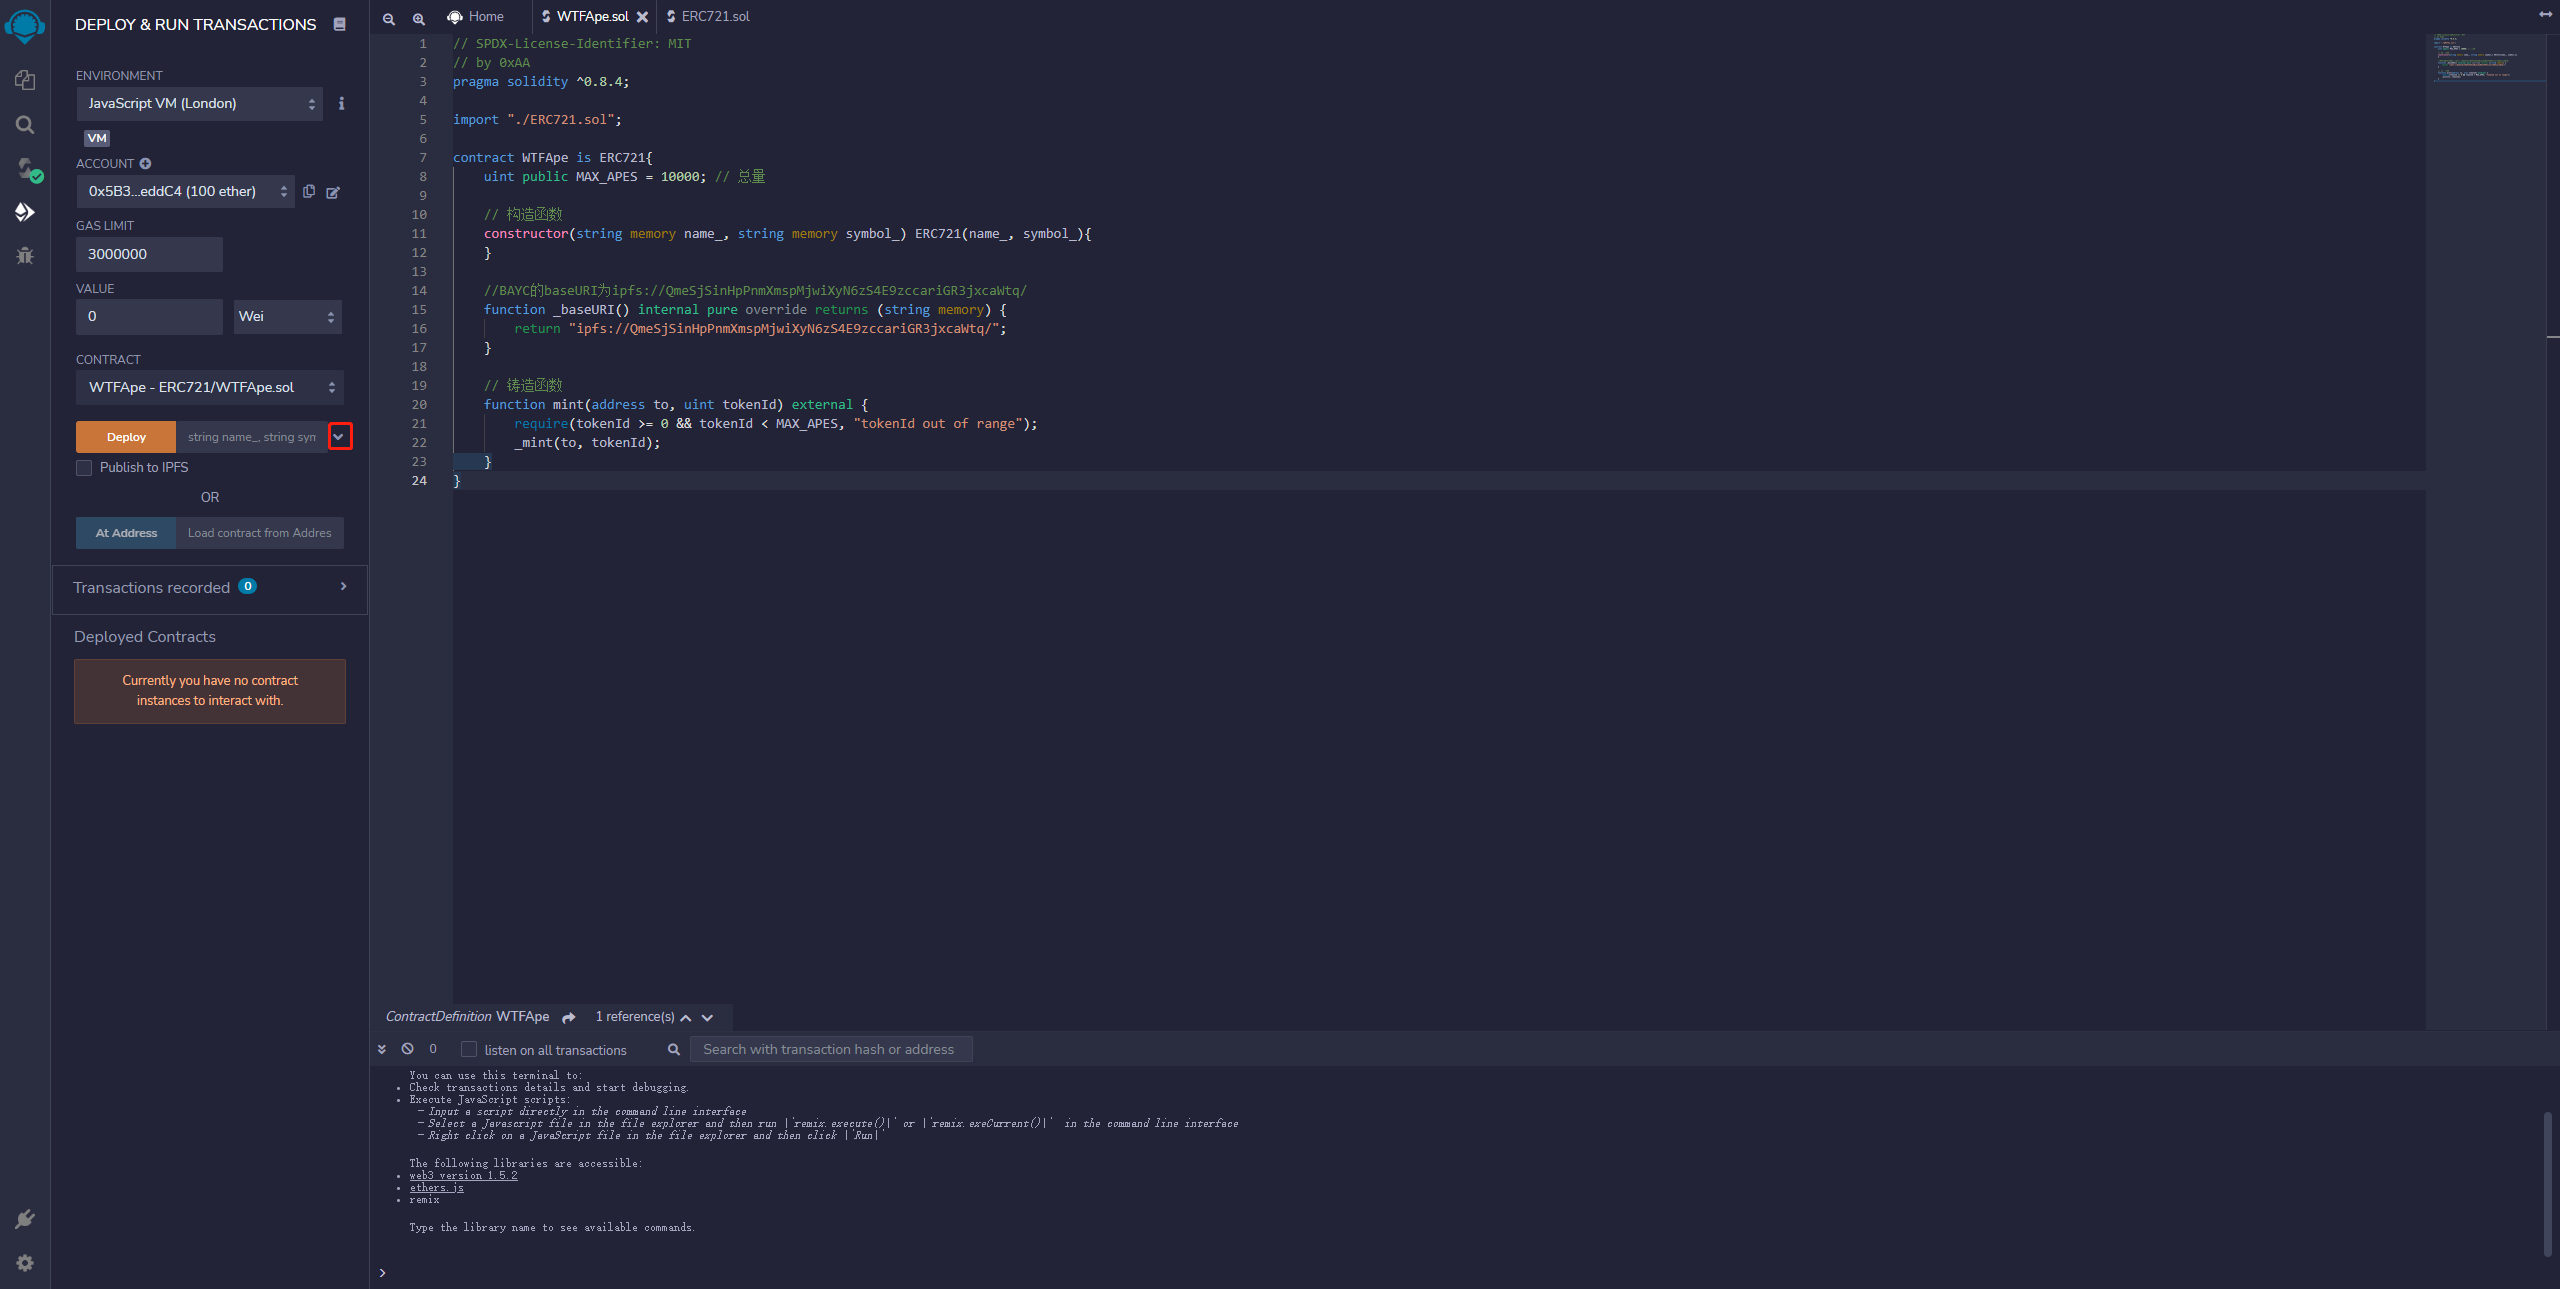 DEPLOY & RUN TRANSACTIONS
ENVIRONMENT
JavaScript VM (London)
VM
ACCOUNT
0x5B3...eddC4 (100 ether)
GAS LIMIT
3000000
VALUE
0
Wei
CONTRACT
WTFApe - ERC721/WTFApe.sol
Deploy string name_, string sym
Publish to IPFS
OR
At Address Load contract from Addres
Transactions recorded 0
Deployed Contracts
Currently you have no contract
instances to interact with.
Home WTFApe.sol ERC721.sol
1 // SPDX-License-Identifier: MIT
2 // by 0xAA
3 pragma solidity ^0.8.4;
4
5 import "./ERC721.sol";
6
7 contract WTFApe is ERC721{
8 uint public MAX_APES = 10000; // 总量
9
10 // 构造函数
11 constructor(string memory name_, string memory symbol_) ERC721(name_, symbol_){
12 }
13
14 //BAYC的baseURI为ipfs://QmeSjSinHpPnmXmspMjwiXyN6zS4E9zccariGR3jxcaWtq/
15 function _baseURI() internal pure override returns (string memory) {
16 return "ipfs://QmeSjSinHpPnmXmspMjwiXyN6zS4E9zccariGR3jxcaWtq/";
17 }
18
19 // 铸造函数
20 function mint(address to, uint tokenId) external {
21 require(tokenId >= 0 && tokenId < MAX_APES, "tokenId out of range");
22 _mint(to, tokenId);
23 }
24 }
ContractDefinition WTFApe 1 reference(s)
0 listen on all transactions Search with transaction hash or address
You can use this terminal to:
• Check transactions details and start debugging.
• Execute JavaScript scripts:
- Input a script directly in the command line interface
- Select a Javascript file in the file explorer and then run |`remix.execute()|` or |`remix.exeCurrent()|` in the command line interface
- Right click on a JavaScript file in the file explorer and then click |`Run|`
The following libraries are accessible:
• web3 version 1.5.2
• ethers.js
• remix
Type the library name to see available commands.
>